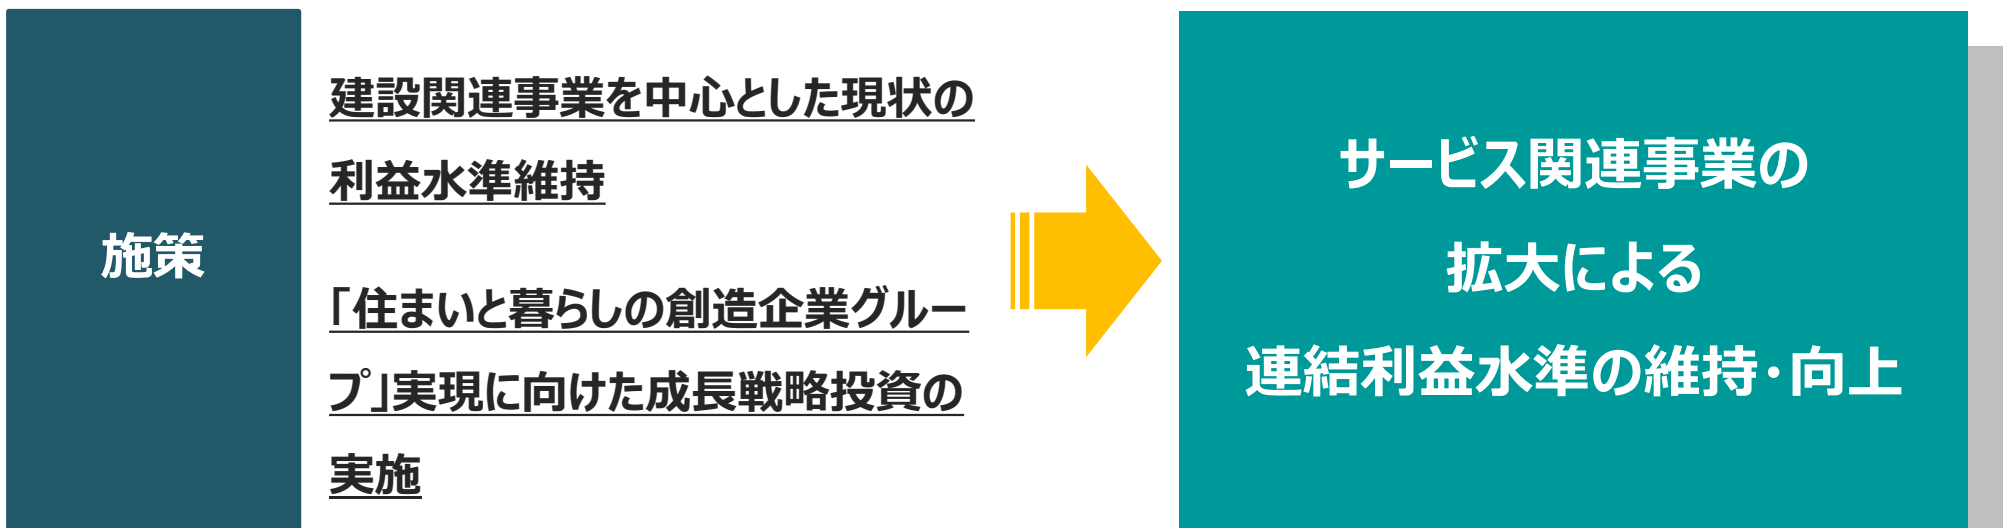 施策
建設関連事業を中心とした現状の
利益水準維持
「住まいと暮らしの創造企業グルー
プ」実現に向けた成長戦略投資の
実施
サービス関連事業の
拡大による
連結利益水準の維持・向上